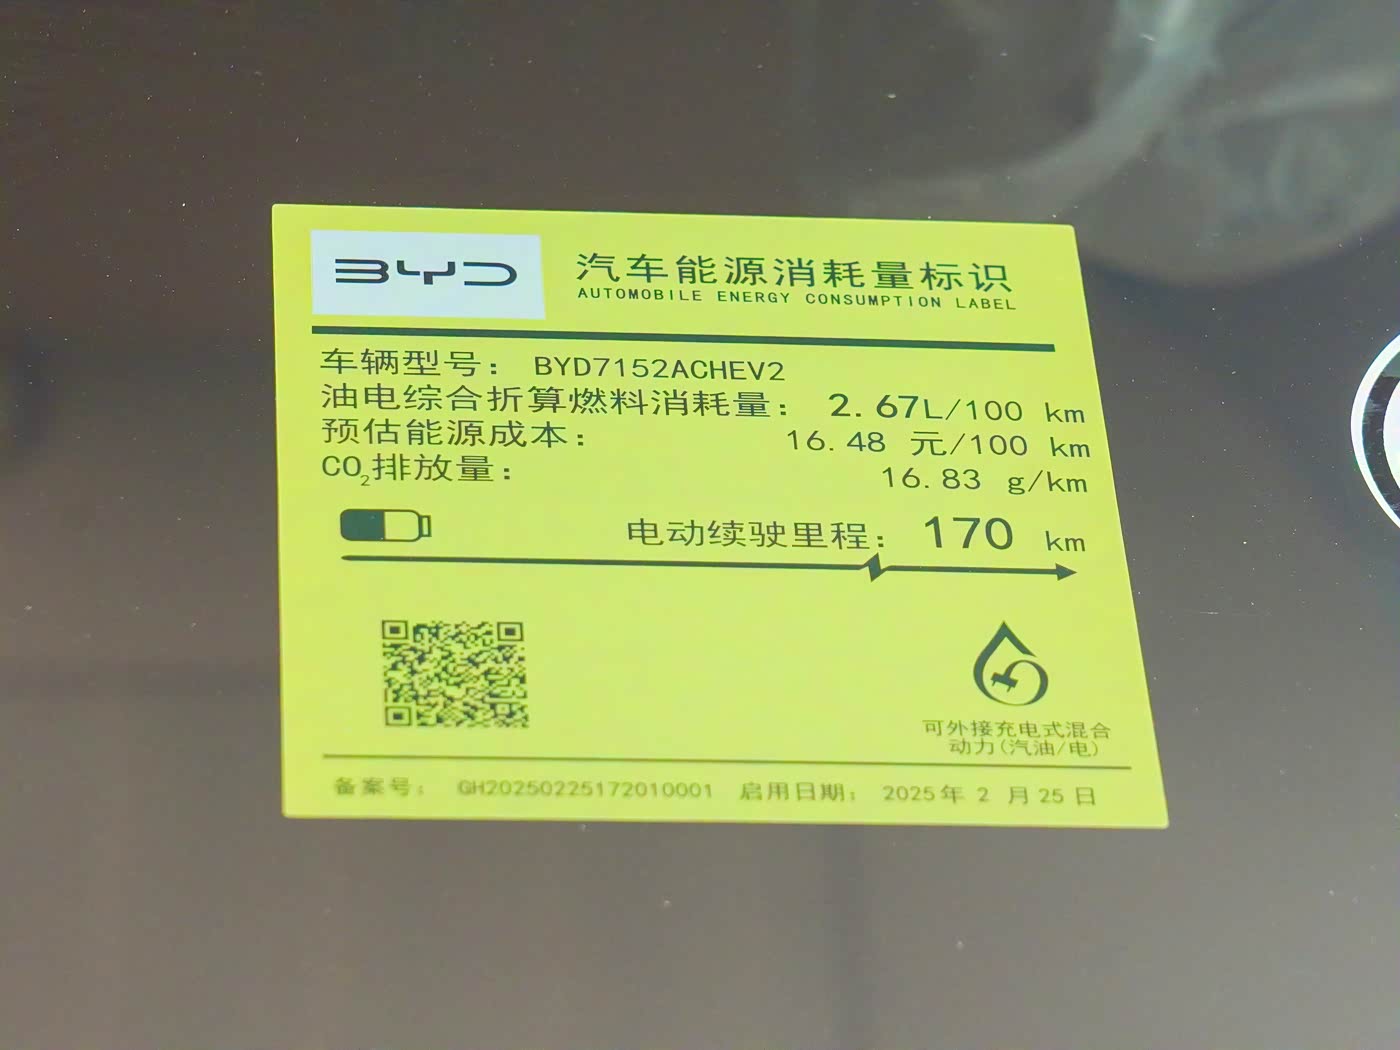 BYD
汽车能源消耗量标识
AUTOMOBILE ENERGY CONSUMPTION LABEL
车辆型号： BYD7152ACHEV2
油电综合折算燃料消耗量： 2.67L/100 km
预估能源成本： 16.48 元/100 km
CO₂排放量： 16.83 g/km
电动续驶里程： 170 km
可外接充电式混合
动力(汽油/电)
备案号： GH20250225172010001 启用日期： 2025年 2 月 25 日